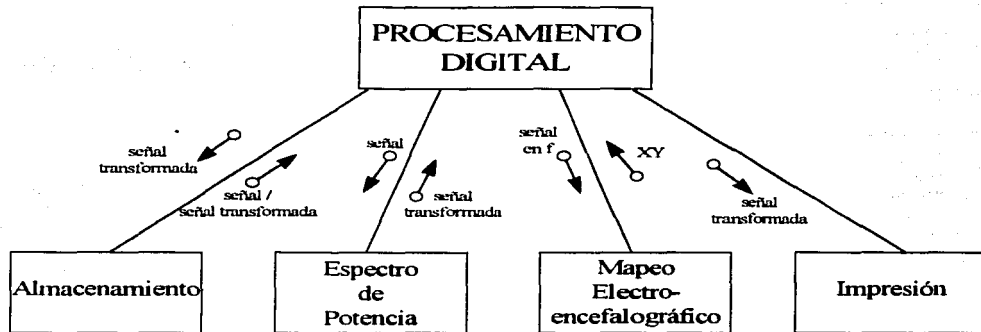 PROCESAMIENTO
DIGITAL
señal
transformada
señal /
señal transformada
señal
señal
transformada
señal
en f
XY
señal
transformada
Almacenamiento
Espectro
de
Potencia
Mapeo
Electro-
encefalográfico
Impresión